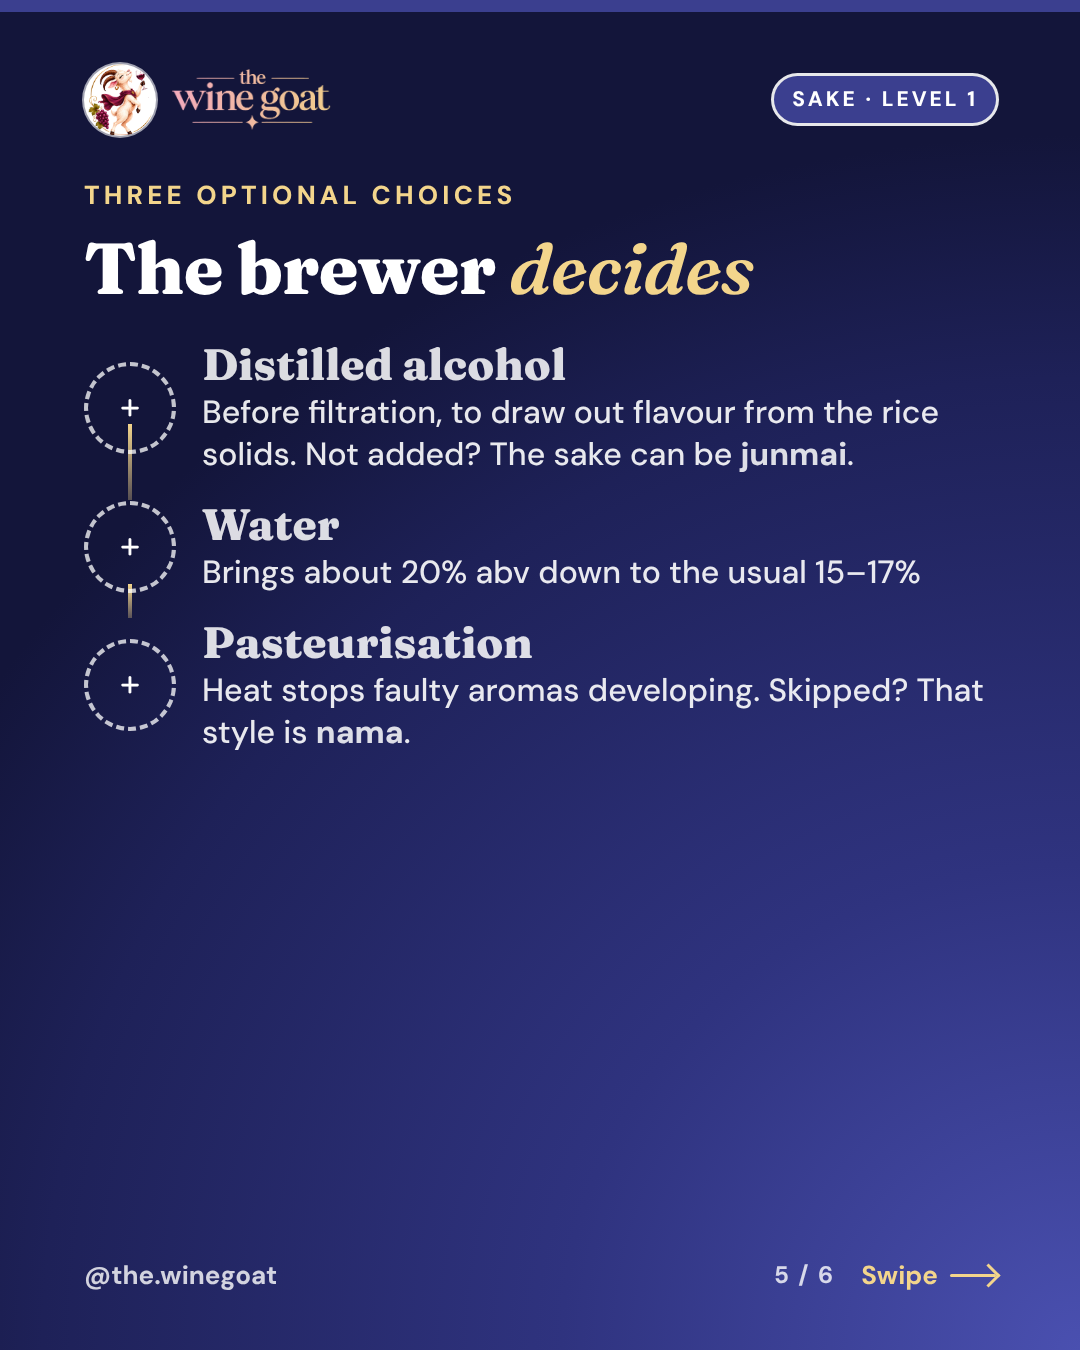 the
wine goat
SAKE · LEVEL 1
THREE OPTIONAL CHOICES
The brewer decides
Distilled alcohol
+
Before filtration, to draw out flavour from the rice
solids. Not added? The sake can be junmai.
Water
+
Brings about 20% abv down to the usual 15–17%
Pasteurisation
+
Heat stops faulty aromas developing. Skipped? That
style is nama.
@the.winegoat
5 / 6
Swipe